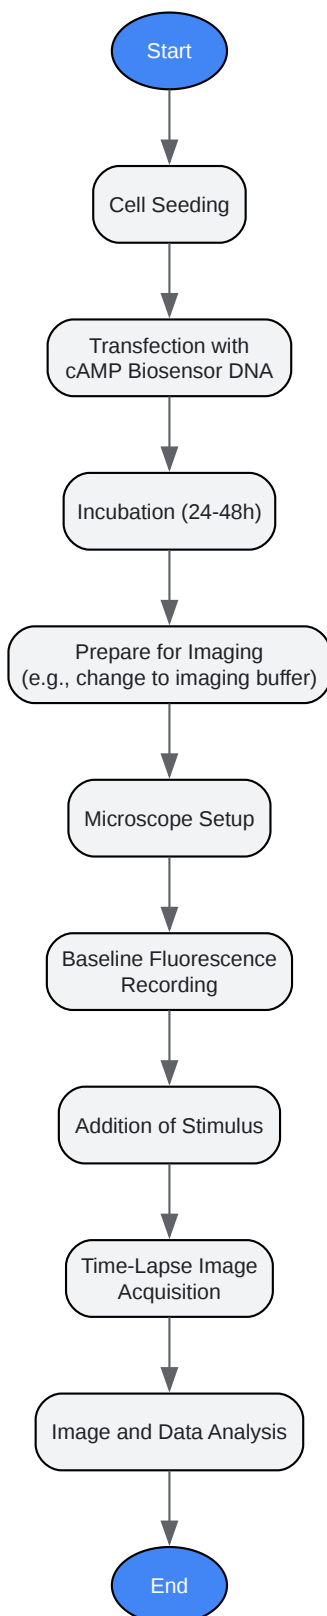 Start
Cell Seeding
Transfection with
cAMP Biosensor DNA
Incubation (24-48h)
Prepare for Imaging
(e.g., change to imaging buffer)
Microscope Setup
Baseline Fluorescence
Recording
Addition of Stimulus
Time-Lapse Image
Acquisition
Image and Data Analysis
End